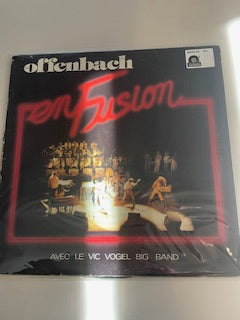 offenbach
en Fusion
AVEC LE VIC VOGEL BIG BAND